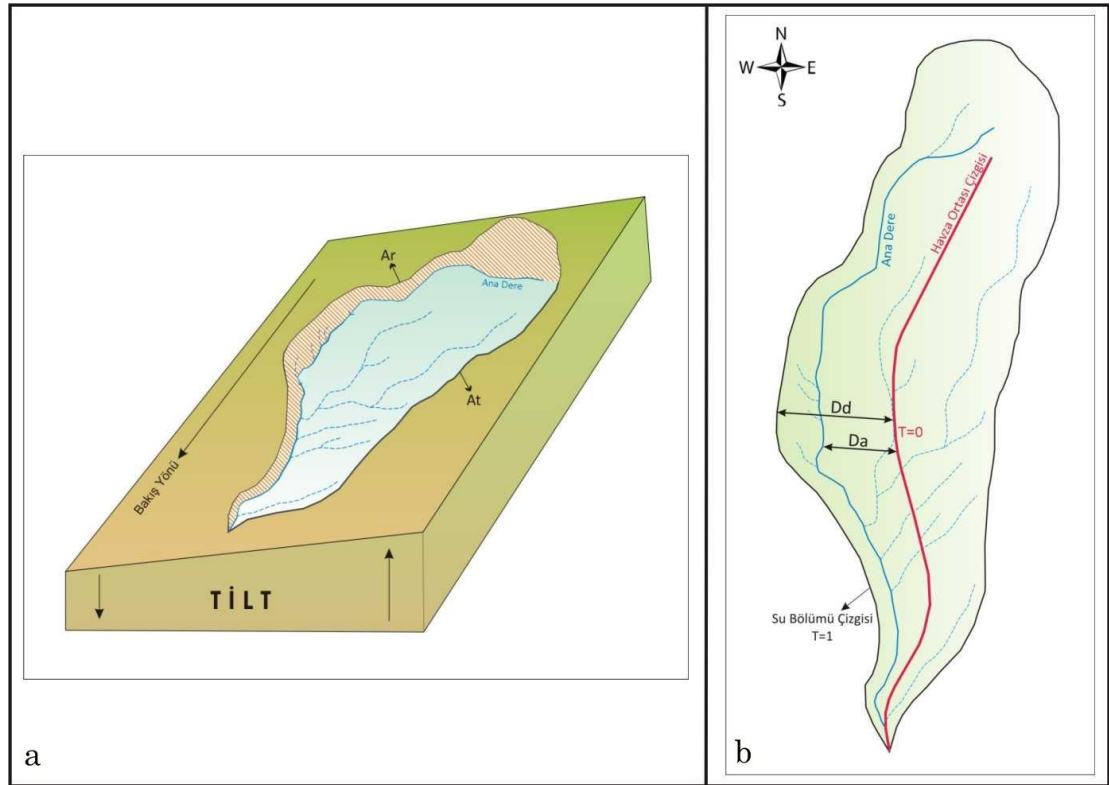 Ar
Ana Dere
At
Bakış Yönü
TİLT
a
N
W E
S
Ana Dere
Havza Ortası Çizgisi
Dd
T=0
Da
Su Bölümü Çizgisi
T=1
b